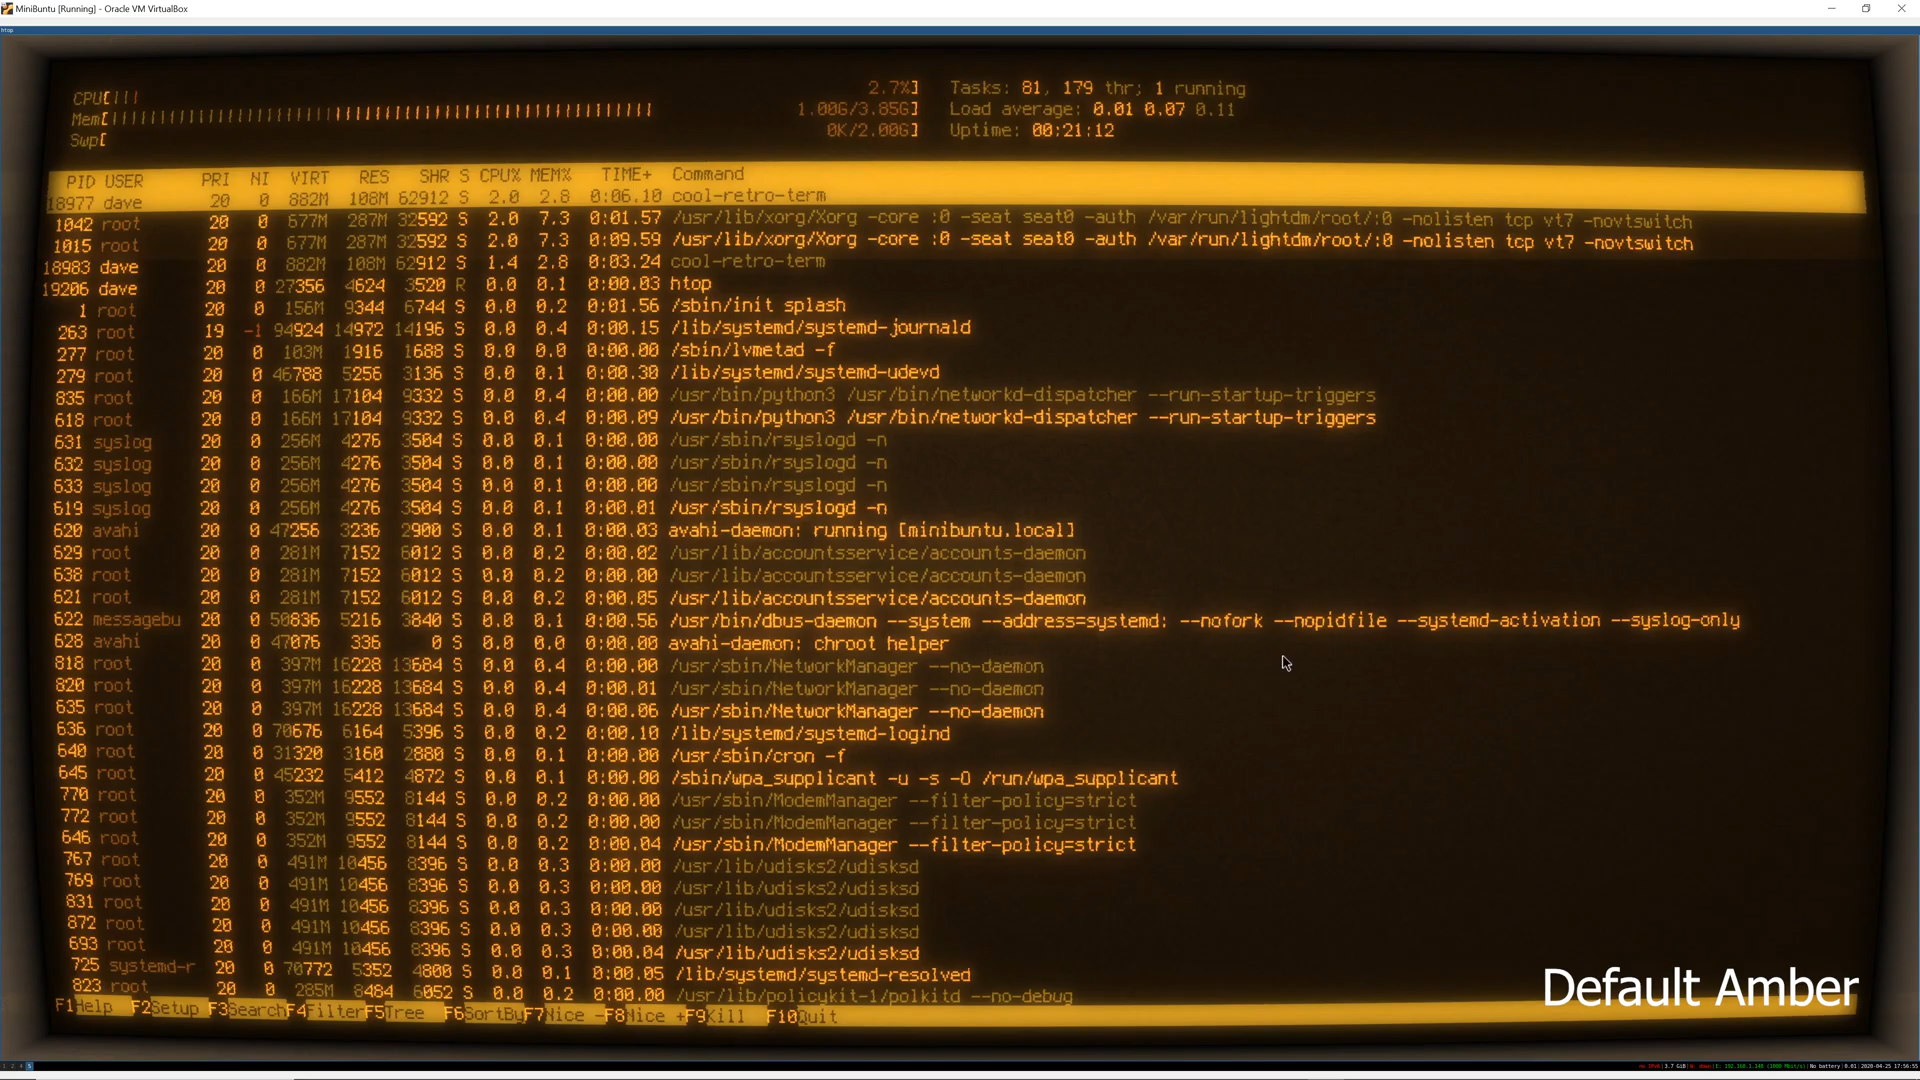 MiniBuntu [Running] - Oracle VM VirtualBox
htop
CPU[||| 2.7%] Tasks: 81, 179 thr; 1 running
Mem[ 1.00G/3.85G] Load average: 0.01 0.07 0.11
Swp[ 0K/2.00G] Uptime: 00:21:12
PID USER PRI NI VIRT RES SHR S CPU% MEM% TIME+ Command
18977 dave 20 0 882M 108M 62912 S 2.0 2.8 0:06.10 cool-retro-term
1042 root 20 0 677M 287M 32592 S 2.0 7.3 0:01.57 /usr/lib/xorg/Xorg -core :0 -seat seat0 -auth /var/run/lightdm/root/:0 -nolisten tcp vt7 -novtswitch
1015 root 20 0 677M 287M 32592 S 2.0 7.3 0:09.59 /usr/lib/xorg/Xorg -core :0 -seat seat0 -auth /var/run/lightdm/root/:0 -nolisten tcp vt7 -novtswitch
18983 dave 20 0 882M 108M 62912 S 1.4 2.8 0:03.24 cool-retro-term
19206 dave 20 0 27356 4624 3520 R 0.0 0.1 0:00.03 htop
1 root 20 0 156M 9344 6744 S 0.0 0.2 0:01.56 /sbin/init splash
263 root 19 -1 94924 14972 14196 S 0.0 0.4 0:00.15 /lib/systemd/systemd-journald
277 root 20 0 103M 1916 1688 S 0.0 0.0 0:00.00 /sbin/lvmetad -f
279 root 20 0 46788 5256 3136 S 0.0 0.1 0:00.30 /lib/systemd/systemd-udevd
835 root 20 0 166M 17104 9332 S 0.0 0.4 0:00.00 /usr/bin/python3 /usr/bin/networkd-dispatcher --run-startup-triggers
618 root 20 0 166M 17104 9332 S 0.0 0.4 0:00.09 /usr/bin/python3 /usr/bin/networkd-dispatcher --run-startup-triggers
631 syslog 20 0 256M 4276 3504 S 0.0 0.1 0:00.00 /usr/sbin/rsyslogd -n
632 syslog 20 0 256M 4276 3504 S 0.0 0.1 0:00.00 /usr/sbin/rsyslogd -n
633 syslog 20 0 256M 4276 3504 S 0.0 0.1 0:00.00 /usr/sbin/rsyslogd -n
619 syslog 20 0 256M 4276 3504 S 0.0 0.1 0:00.01 /usr/sbin/rsyslogd -n
620 avahi 20 0 47256 3236 2900 S 0.0 0.1 0:00.03 avahi-daemon: running [minibuntu.local]
629 root 20 0 281M 7152 6012 S 0.0 0.2 0:00.02 /usr/lib/accountsservice/accounts-daemon
638 root 20 0 281M 7152 6012 S 0.0 0.2 0:00.00 /usr/lib/accountsservice/accounts-daemon
621 root 20 0 281M 7152 6012 S 0.0 0.2 0:00.05 /usr/lib/accountsservice/accounts-daemon
622 messagebu 20 0 50836 5216 3840 S 0.0 0.1 0:00.56 /usr/bin/dbus-daemon --system --address=systemd: --nofork --nopidfile --systemd-activation --syslog-only
628 avahi 20 0 47076 336 0 S 0.0 0.0 0:00.00 avahi-daemon: chroot helper
818 root 20 0 397M 16228 13684 S 0.0 0.4 0:00.00 /usr/sbin/NetworkManager --no-daemon
820 root 20 0 397M 16228 13684 S 0.0 0.4 0:00.01 /usr/sbin/NetworkManager --no-daemon
635 root 20 0 397M 16228 13684 S 0.0 0.4 0:00.06 /usr/sbin/NetworkManager --no-daemon
636 root 20 0 70676 6164 5396 S 0.0 0.2 0:00.10 /lib/systemd/systemd-logind
640 root 20 0 31320 3160 2880 S 0.0 0.1 0:00.00 /usr/sbin/cron -f
645 root 20 0 45232 5412 4872 S 0.0 0.1 0:00.00 /sbin/wpa_supplicant -u -s -O /run/wpa_supplicant
770 root 20 0 352M 9552 8144 S 0.0 0.2 0:00.00 /usr/sbin/ModemManager --filter-policy=strict
772 root 20 0 352M 9552 8144 S 0.0 0.2 0:00.00 /usr/sbin/ModemManager --filter-policy=strict
646 root 20 0 352M 9552 8144 S 0.0 0.2 0:00.04 /usr/sbin/ModemManager --filter-policy=strict
767 root 20 0 491M 10456 8396 S 0.0 0.3 0:00.00 /usr/lib/udisks2/udisksd
769 root 20 0 491M 10456 8396 S 0.0 0.3 0:00.00 /usr/lib/udisks2/udisksd
831 root 20 0 491M 10456 8396 S 0.0 0.3 0:00.00 /usr/lib/udisks2/udisksd
872 root 20 0 491M 10456 8396 S 0.0 0.3 0:00.00 /usr/lib/udisks2/udisksd
693 root 20 0 491M 10456 8396 S 0.0 0.3 0:00.04 /usr/lib/udisks2/udisksd
725 systemd-r 20 0 70772 5352 4800 S 0.0 0.1 0:00.05 /lib/systemd/systemd-resolved
823 root 20 0 285M 8484 6052 S 0.0 0.2 0:00.00 /usr/lib/policykit-1/polkitd --no-debug
F1Help F2Setup F3SearchF4FilterF5Tree F6SortByF7Nice -F8Nice +F9Kill F10Quit
Default Amber
1 2 4 5
no IPv6|3.7 GiB|W: down|E: 192.168.1.148 (1000 Mbit/s)|No battery|0.01|2020-04-25 17:56:55